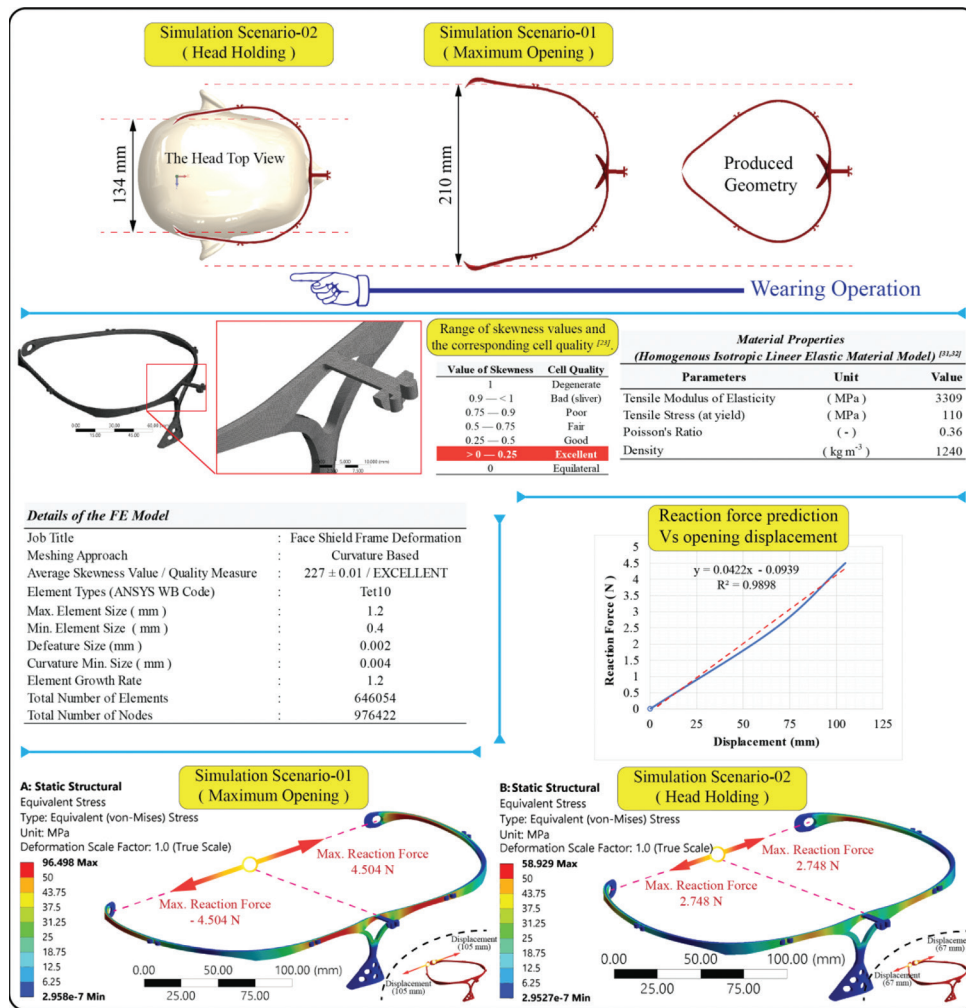 Simulation Scenario-02
( Head Holding )
Simulation Scenario-01
( Maximum Opening )
134 mm
The Head Top View
210 mm
Produced
Geometry
Wearing Operation
Range of skewness values and
the corresponding cell quality [23].
Value of Skewness Cell Quality
1 Degenerate
0.9 — < 1 Bad (sliver)
0.75 — 0.9 Poor
0.5 — 0.75 Fair
0.25 — 0.5 Good
> 0 — 0.25 Excellent
0 Equilateral
Material Properties
(Homogenous Isotropic Lineer Elastic Material Model) [31,32]
Parameters Unit Value
Tensile Modulus of Elasticity ( MPa ) 3309
Tensile Stress (at yield) ( MPa ) 110
Poisson's Ratio ( - ) 0.36
Density ( kg m-3 ) 1240
Details of the FE Model
Job Title : Face Shield Frame Deformation
Meshing Approach : Curvature Based
Average Skewness Value / Quality Measure : 227 ± 0.01 / EXCELLENT
Element Types (ANSYS WB Code) : Tet10
Max. Element Size ( mm ) : 1.2
Min. Element Size ( mm ) : 0.4
Defeature Size (mm ) : 0.002
Curvature Min. Size ( mm ) : 0.004
Element Growth Rate : 1.2
Total Number of Elements : 646054
Total Number of Nodes : 976422
Reaction force prediction
Vs opening displacement
y = 0.0422x - 0.0939
R² = 0.9898
Reaction Force ( N )
5
4.5
4
3.5
3
2.5
2
1.5
1
0.5
0
0 25 50 75 100 125
Displacement (mm)
A: Static Structural
Equivalent Stress
Type: Equivalent (von-Mises) Stress
Unit: MPa
Deformation Scale Factor: 1.0 (True Scale)
96.498 Max
50
43.75
37.5
31.25
25
18.75
12.5
6.25
2.958e-7 Min
Simulation Scenario-01
( Maximum Opening )
Max. Reaction Force
4.504 N
Max. Reaction Force
- 4.504 N
0.00 50.00 100.00 (mm)
25.00 75.00
Displacement
(105 mm)
Displacement
(105 mm)
B: Static Structural
Equivalent Stress
Type: Equivalent (von-Mises) Stress
Unit: MPa
Deformation Scale Factor: 1.0 (True Scale)
58.929 Max
50
43.75
37.5
31.25
25
18.75
12.5
6.25
2.9527e-7 Min
Simulation Scenario-02
( Head Holding )
Max. Reaction Force
2.748 N
Max. Reaction Force
2.748 N
0.00 50.00 100.00 (mm)
25.00 75.00
Displacement
(67 mm)
Displacement
(67 mm)